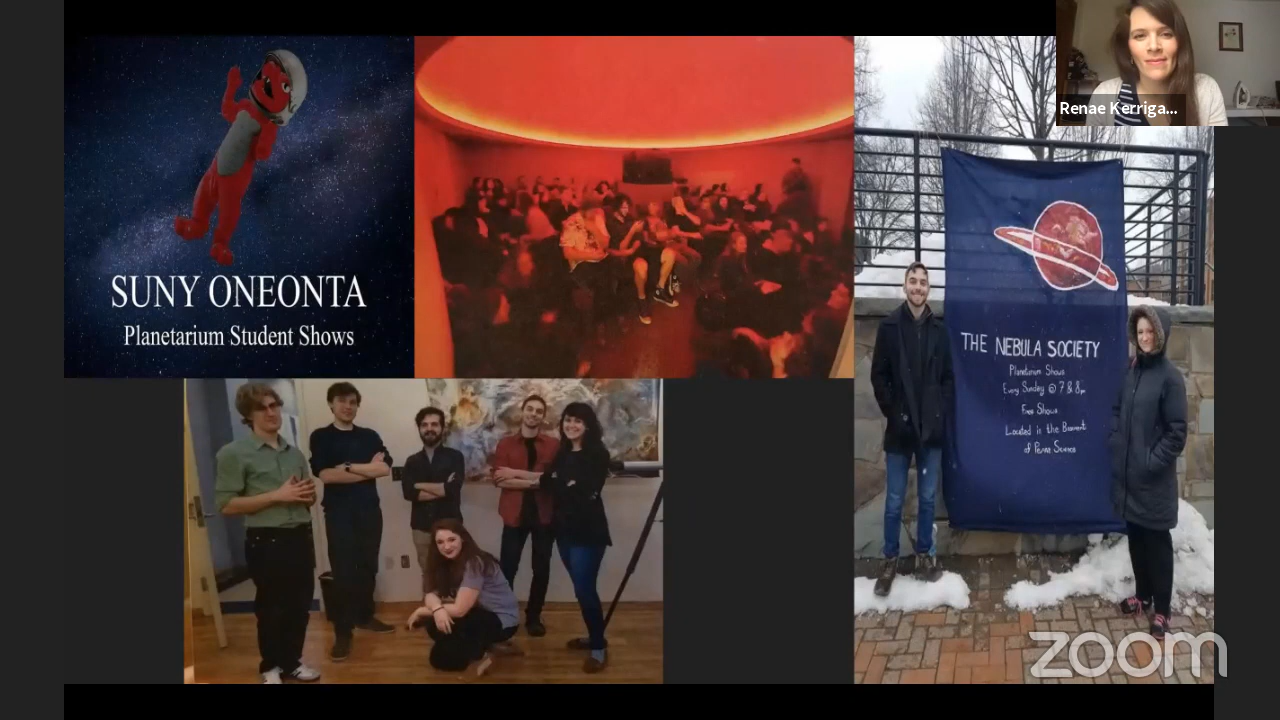 SUNY ONEONTA
Planetarium Student Shows
Renae Kerriga...
THE NEBULA SOCIETY
Planetarium Shows
Every Sunday @ 7 & 8pm
Free Shows
Located in the Basement
of Perna Science
zoom